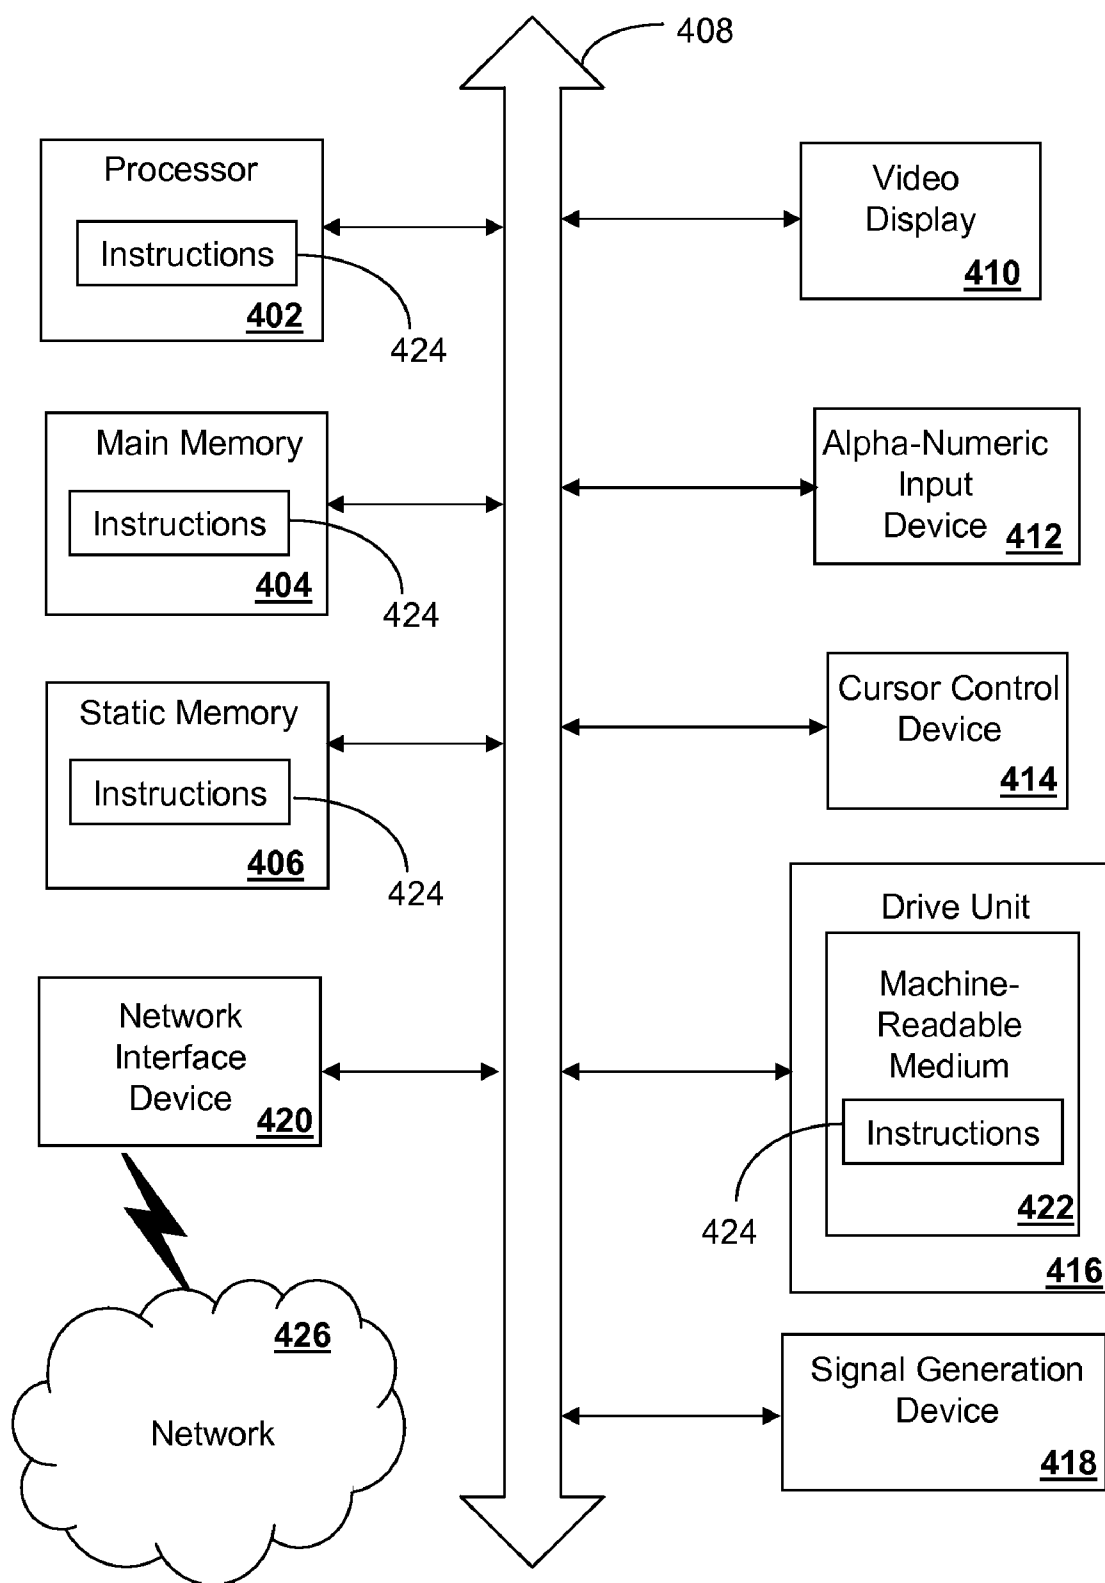 408
Processor
Instructions
402
424
Main Memory
Instructions
404
424
Static Memory
Instructions
406
424
Network
Interface
Device
420
426
Network
Video
Display
410
Alpha-Numeric
Input
Device
412
Cursor Control
Device
414
Drive Unit
Machine-
Readable
Medium
Instructions
424
422
416
Signal Generation
Device
418